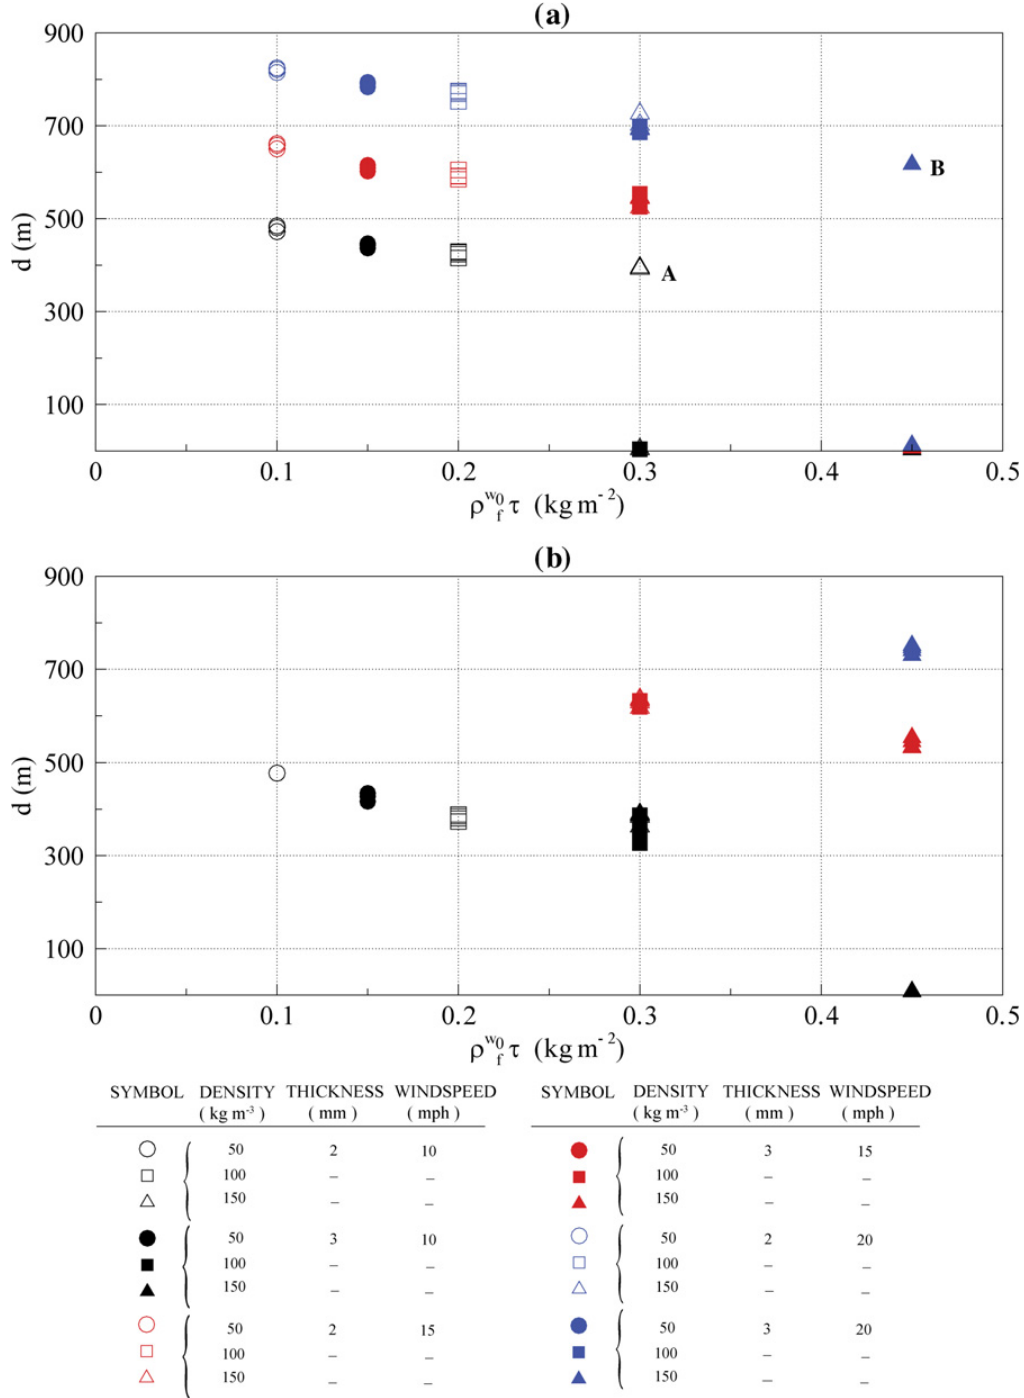 (a)
900
700
500
300
100
d (m)
A
B
0 0.1 0.2 0.3 0.4 0.5
ρ^w0_f τ (kg m-2)
(b)
900
700
500
300
100
d (m)
0 0.1 0.2 0.3 0.4 0.5
ρ^w0_f τ (kg m-2)
SYMBOL DENSITY THICKNESS WINDSPEED
( kg m-3 ) ( mm ) ( mph )
50 2 10
100 – –
150 – –
50 3 10
100 – –
150 – –
50 2 15
100 – –
150 – –
SYMBOL DENSITY THICKNESS WINDSPEED
( kg m-3 ) ( mm ) ( mph )
50 3 15
100 – –
150 – –
50 2 20
100 – –
150 – –
50 3 20
100 – –
150 – –